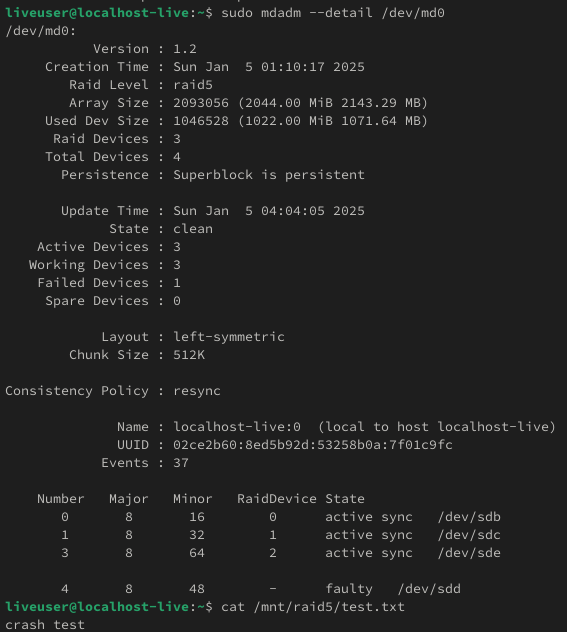 liveuser@localhost-live:~$ sudo mdadm --detail /dev/md0
/dev/md0:
Version : 1.2
Creation Time : Sun Jan  5 01:10:17 2025
Raid Level : raid5
Array Size : 2093056 (2044.00 MiB 2143.29 MB)
Used Dev Size : 1046528 (1022.00 MiB 1071.64 MB)
Raid Devices : 3
Total Devices : 4
Persistence : Superblock is persistent
Update Time : Sun Jan  5 04:04:05 2025
State : clean
Active Devices : 3
Working Devices : 3
Failed Devices : 1
Spare Devices : 0
Layout : left-symmetric
Chunk Size : 512K
Consistency Policy : resync
Name : localhost-live:0  (local to host localhost-live)
UUID : 02ce2b60:8ed5b92d:53258b0a:7f01c9fc
Events : 37
Number   Major   Minor   RaidDevice State
0       8       16        0      active sync   /dev/sdb
1       8       32        1      active sync   /dev/sdc
3       8       64        2      active sync   /dev/sde
4       8       48        -      faulty   /dev/sdd
liveuser@localhost-live:~$ cat /mnt/raid5/test.txt
crash test